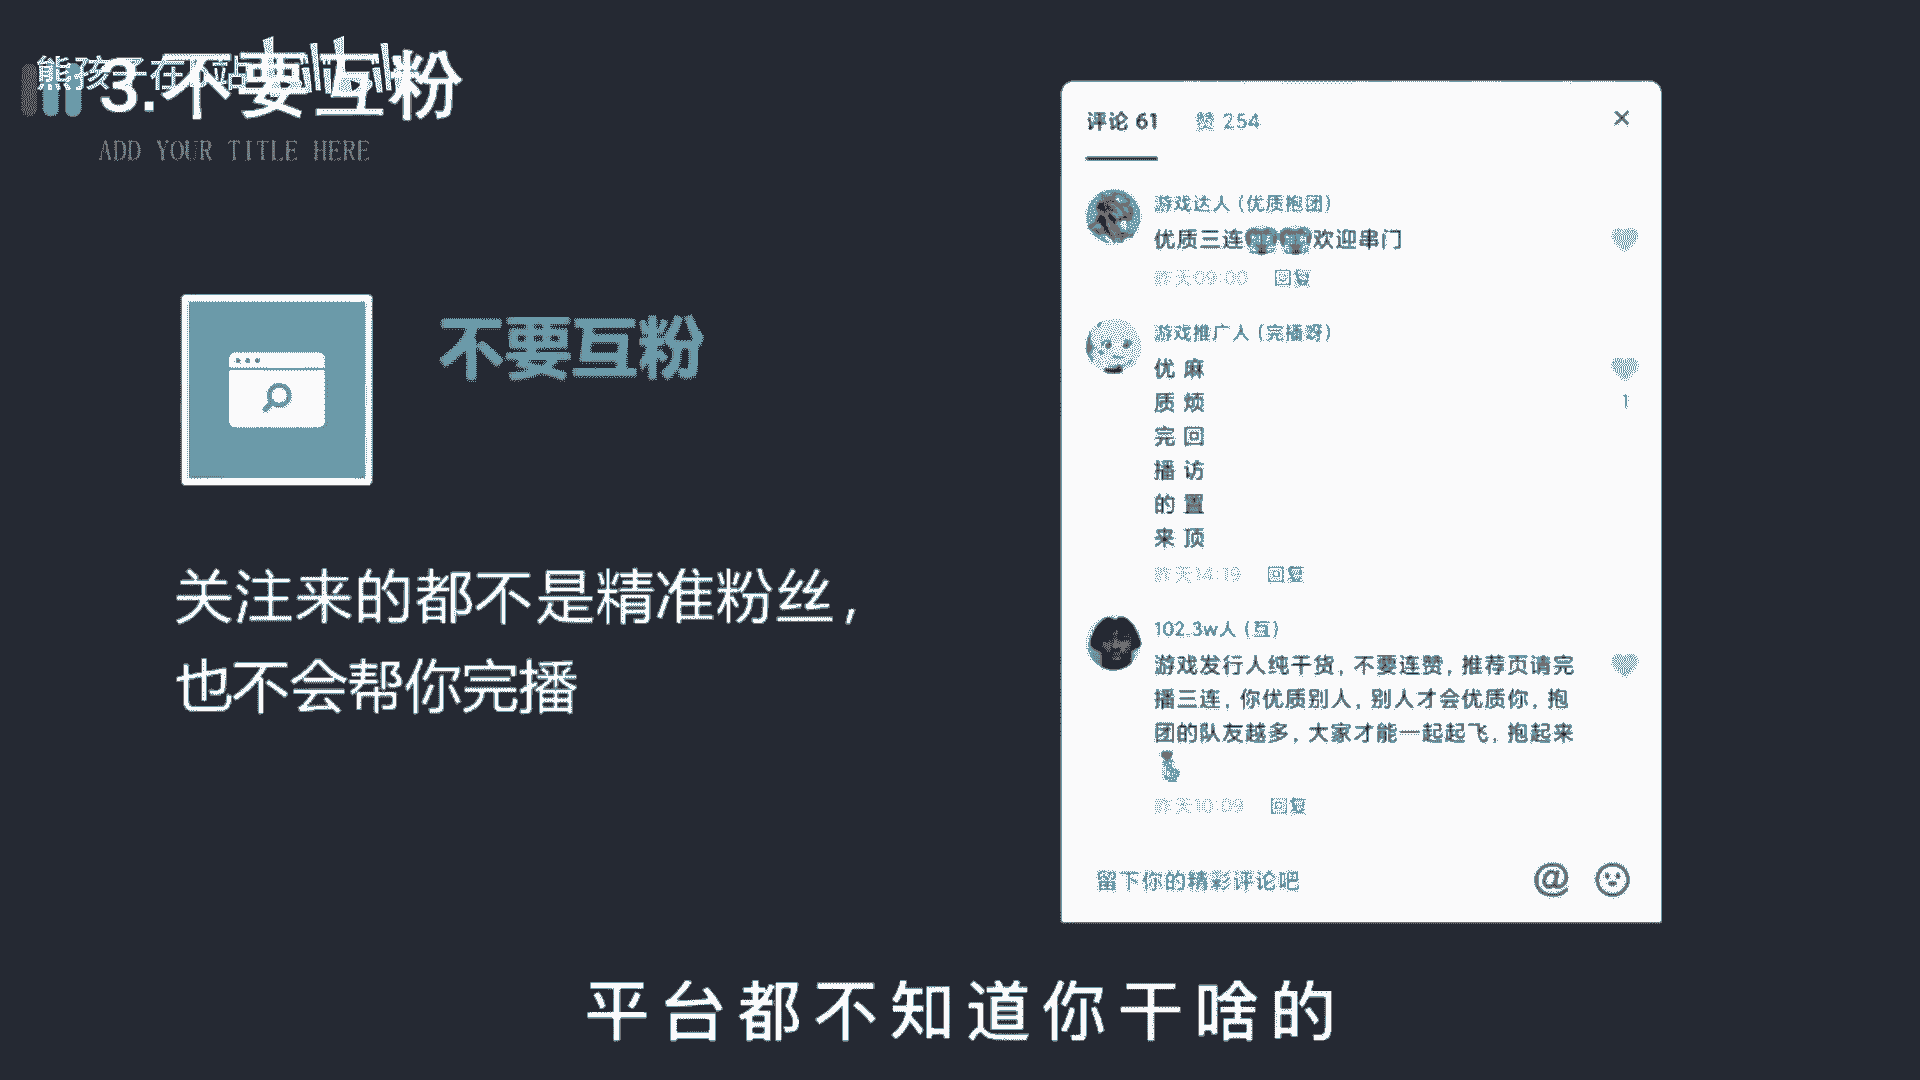 熊孩子在b站 bilibili
3.不要互粉
ADD YOUR TITLE HERE
不要互粉
关注来的都不是精准粉丝，
也不会帮你完播
评论 61 赞 254
游戏达人（优质抱团）
优质三连欢迎串门
昨天09:00 回复
游戏推广人（完播呀）
优 麻
质 烦
完 回
播 访
的 置
来 顶
1
昨天14:19 回复
102.3w人（互）
游戏发行人纯干货，不要连赞，推荐页请完
播三连，你优质别人，别人才会优质你，抱
团的队友越多，大家才能一起起飞，抱起来
昨天10:09 回复
留下你的精彩评论吧 @
平台都不知道你干啥的